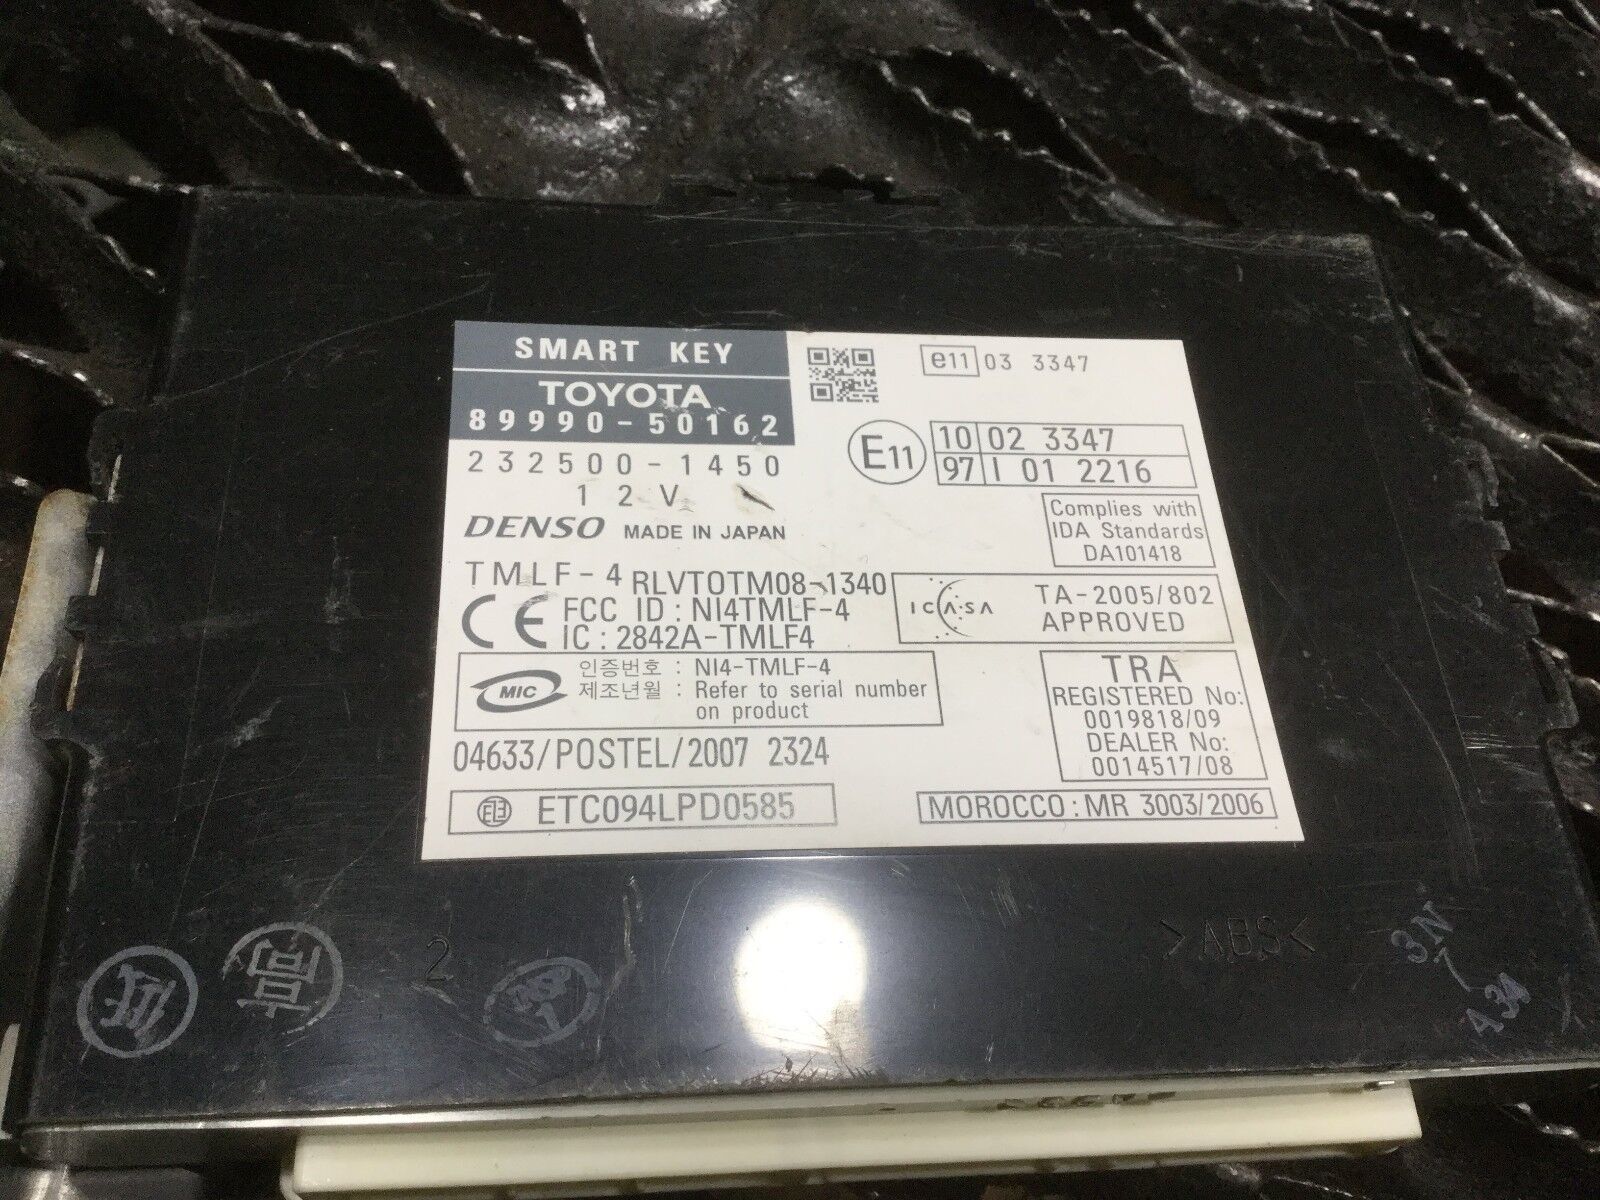 SMART KEY
TOYOTA
89990-50162
232500-1450
12V
DENSO MADE IN JAPAN
TMLF-4 RLVTOTM08-1340
CE FCC ID : NI4TMLF-4
IC : 2842A-TMLF4
MIC 인증번호 : NI4-TMLF-4
제조년월 : Refer to serial number
on product
04633/POSTEL/2007 2324
ETC094LPD0585
e11 03 3347
E11 10 02 3347
97 I 01 2216
Complies with
IDA Standards
DA101418
ICASA TA-2005/802
APPROVED
TRA
REGISTERED No:
0019818/09
DEALER No:
0014517/08
MOROCCO : MR 3003/2006
2
>ABS<
3N
A34